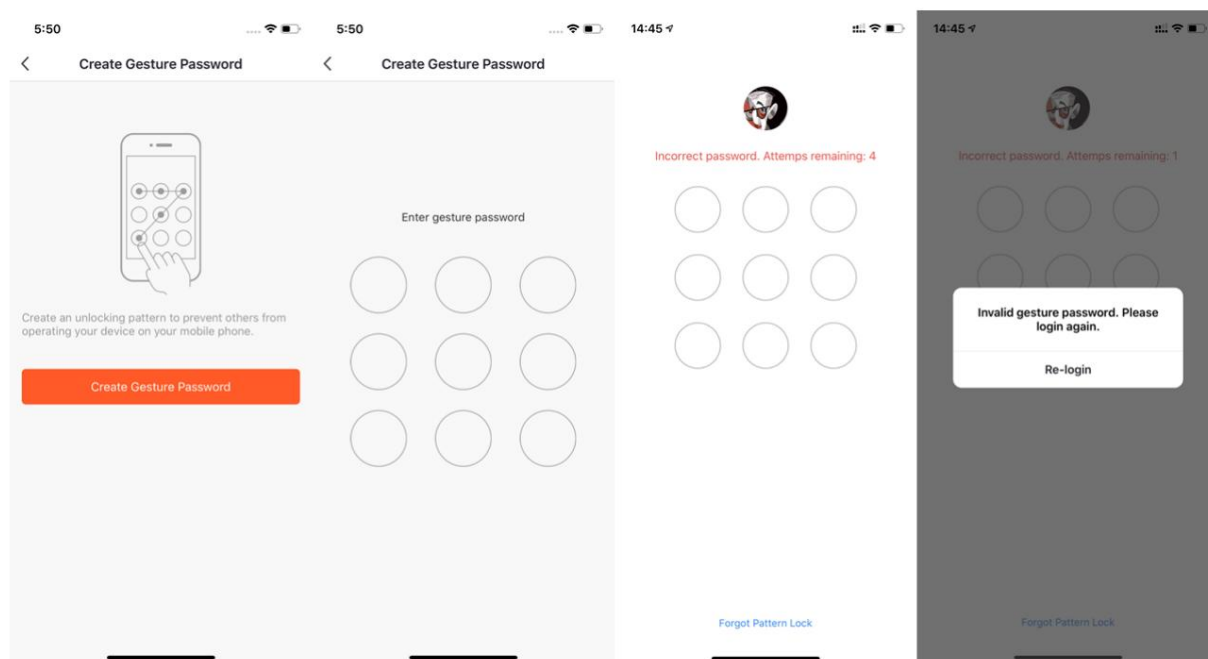 5:50
Create Gesture Password
Create an unlocking pattern to prevent others from
operating your device on your mobile phone.
Create Gesture Password
5:50
Create Gesture Password
Enter gesture password
14:45
Incorrect password. Attemps remaining: 4
Forgot Pattern Lock
14:45
Incorrect password. Attemps remaining: 1
Invalid gesture password. Please
login again.
Re-login
Forgot Pattern Lock